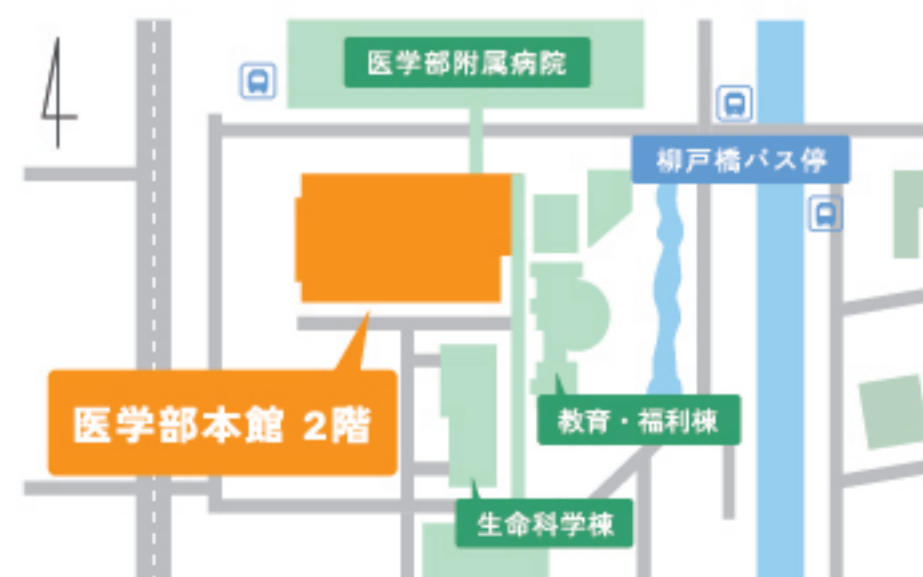 医学部附属病院
柳戸橋バス停
医学部本館 2階
教育・福利棟
生命科学棟